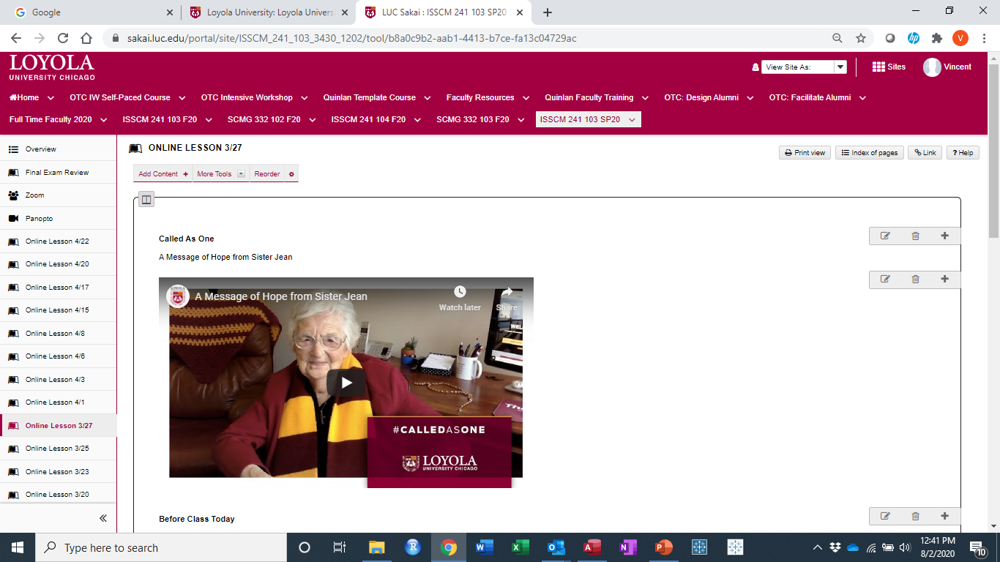 Google
Loyola University: Loyola Univers
LUC Sakai : ISSCM 241 103 SP20
sakai.luc.edu/portal/site/ISSCM_241_103_3430_1202/tool/b8a0c9b2-aab1-4413-b7ce-fa13c04729ac
V
LOYOLA
UNIVERSITY CHICAGO
View Site As:
Sites
Vincent
Home
OTC IW Self-Paced Course
OTC Intensive Workshop
Quinlan Template Course
Faculty Resources
Quinlan Faculty Training
OTC: Design Alumni
OTC: Facilitate Alumni
Full Time Faculty 2020
ISSCM 241 103 F20
SCMG 332 102 F20
ISSCM 241 104 F20
SCMG 332 103 F20
ISSCM 241 103 SP20
Overview
Final Exam Review
Zoom
Panopto
Online Lesson 4/22
Online Lesson 4/20
Online Lesson 4/17
Online Lesson 4/15
Online Lesson 4/8
Online Lesson 4/6
Online Lesson 4/3
Online Lesson 4/1
Online Lesson 3/27
Online Lesson 3/25
Online Lesson 3/23
Online Lesson 3/20
ONLINE LESSON 3/27
Print view
Index of pages
Link
? Help
Add Content +
More Tools
Reorder
Called As One
A Message of Hope from Sister Jean
A Message of Hope from Sister Jean
Watch later
Share
#CALLEDASONE
LOYOLA
UNIVERSITY CHICAGO
Before Class Today
Type here to search
12:41 PM
8/2/2020
10